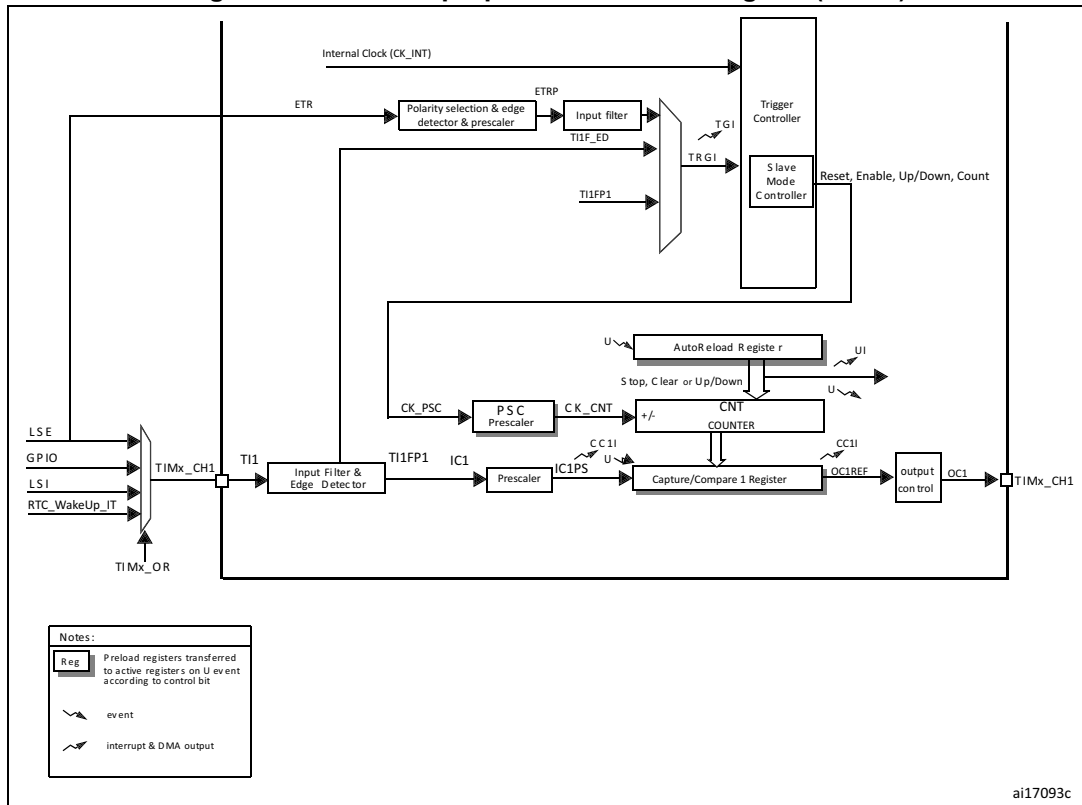 Internal Clock (CK_INT)
ETR
Polarity selection & edge
detector & prescaler
ETRP
Input filter
TI1F_ED
TI1FP1
TGI
TRGI
Trigger
Controller
Slave
Mode
Controller
Reset, Enable, Up/Down, Count
U
AutoReload Register
UI
U
Stop, Clear or Up/Down
CK_PSC
PSC
Prescaler
CK_CNT
+/-
CNT
COUNTER
LSE
GPIO
LSI
RTC_WakeUp_IT
TIMx_OR
TIMx_CH1
TI1
Input Filter &
Edge Detector
TI1FP1
IC1
Prescaler
IC1PS
CC1I
U
Capture/Compare 1 Register
CC1I
OC1REF
output
control
OC1
TIMx_CH1
Notes:
Reg
Preload registers transferred
to active registers on U event
according to control bit
event
interrupt & DMA output
ai17093c